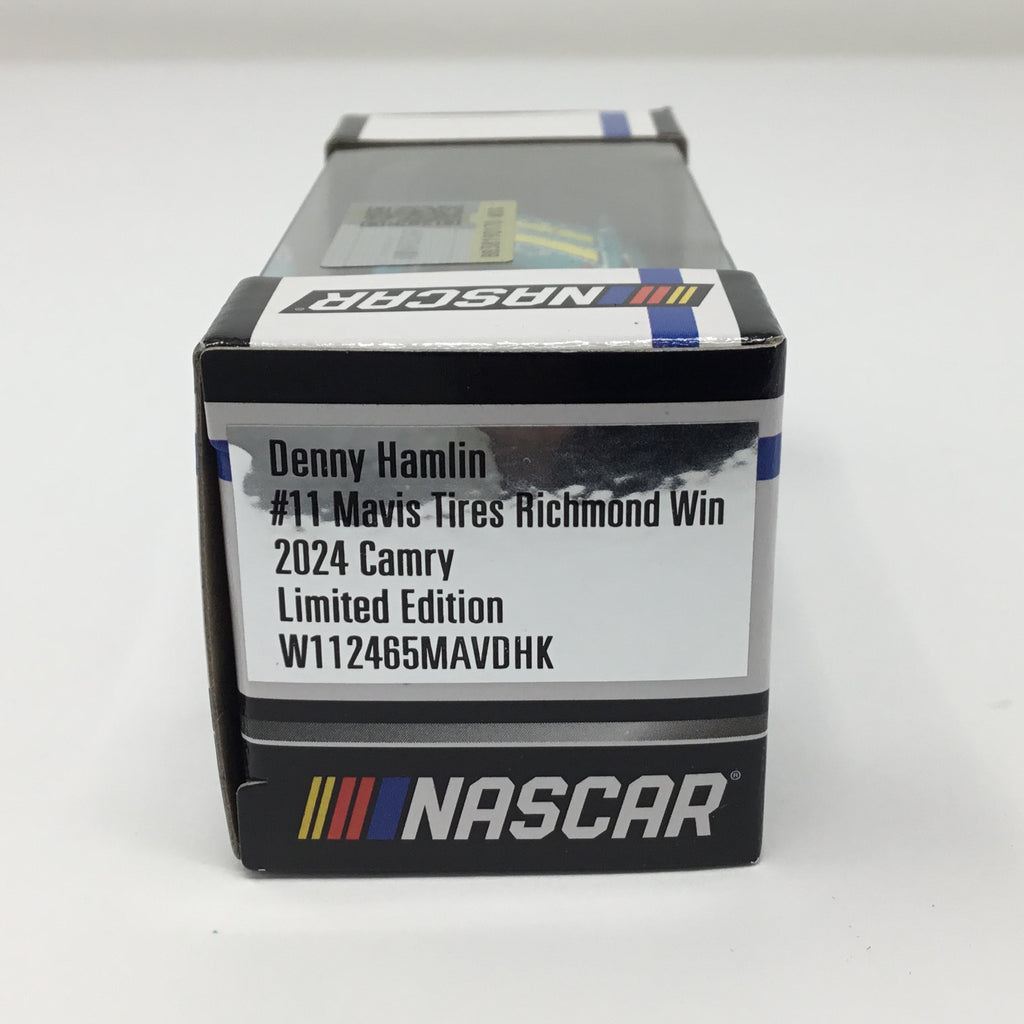 NASCAR
Denny Hamlin
#11 Mavis Tires Richmond Win
2024 Camry
Limited Edition
W112465MAVDHK
NASCAR®